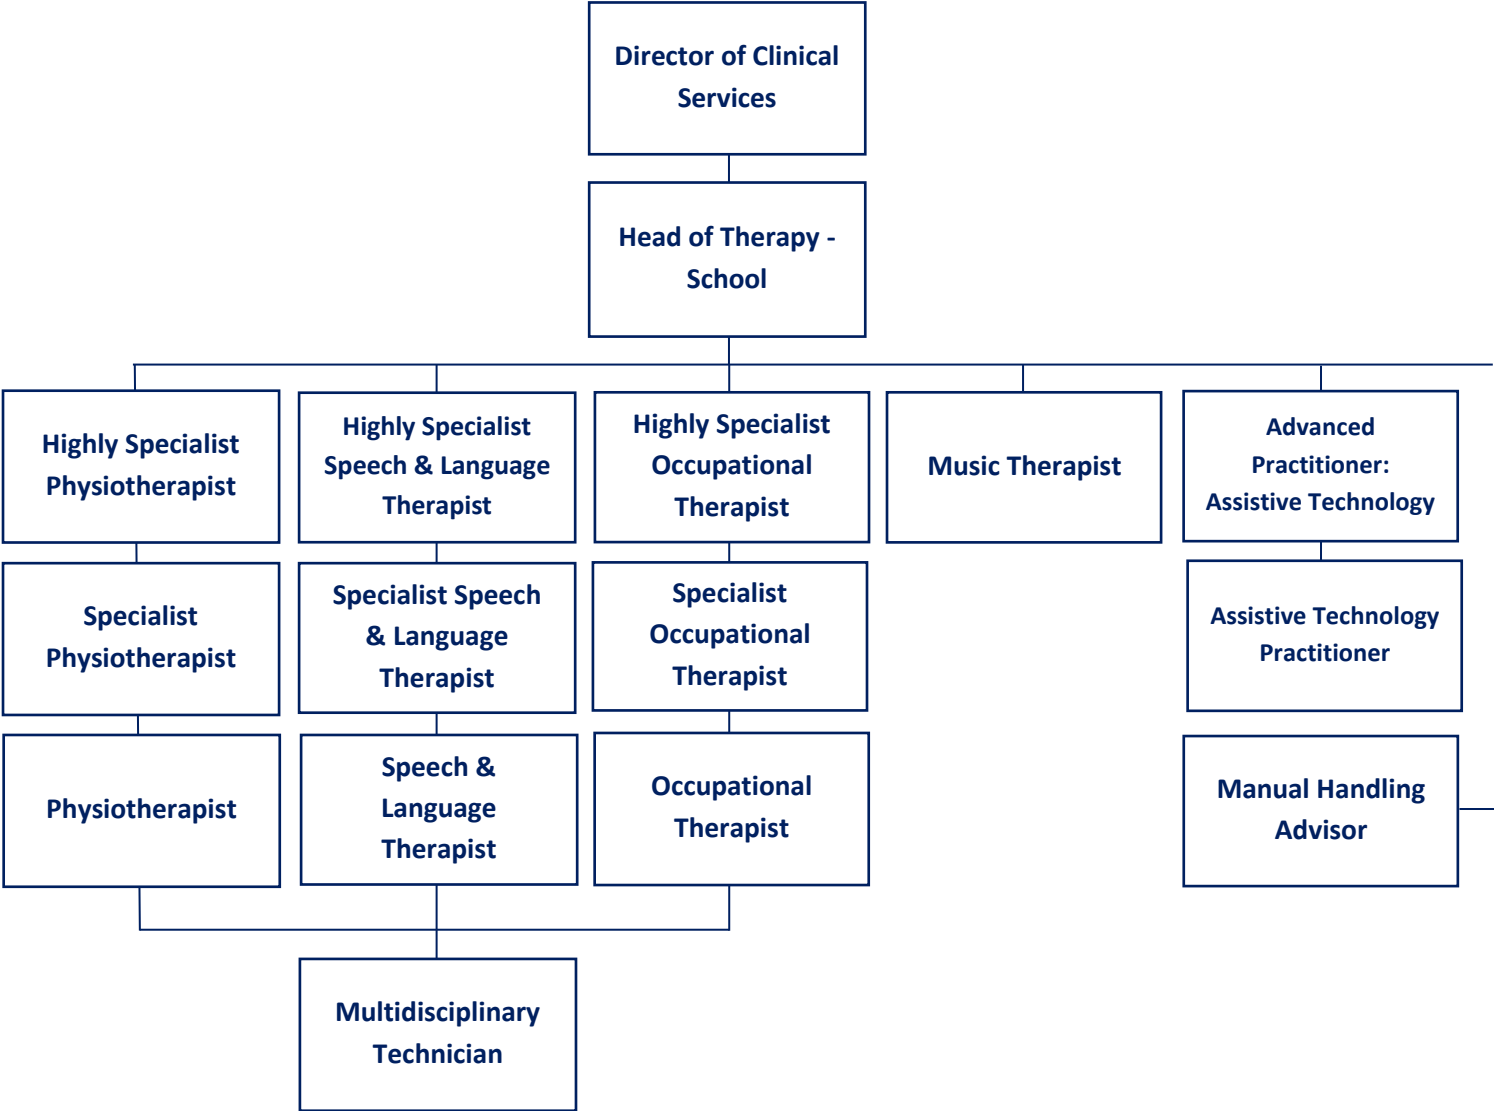 Director of Clinical
Services
Head of Therapy -
School
Highly Specialist
Physiotherapist
Highly Specialist
Speech & Language
Therapist
Highly Specialist
Occupational
Therapist
Music Therapist
Advanced
Practitioner:
Assistive Technology
Specialist
Physiotherapist
Specialist Speech
& Language
Therapist
Specialist
Occupational
Therapist
Assistive Technology
Practitioner
Physiotherapist
Speech &
Language
Therapist
Occupational
Therapist
Manual Handling
Advisor
Multidisciplinary
Technician